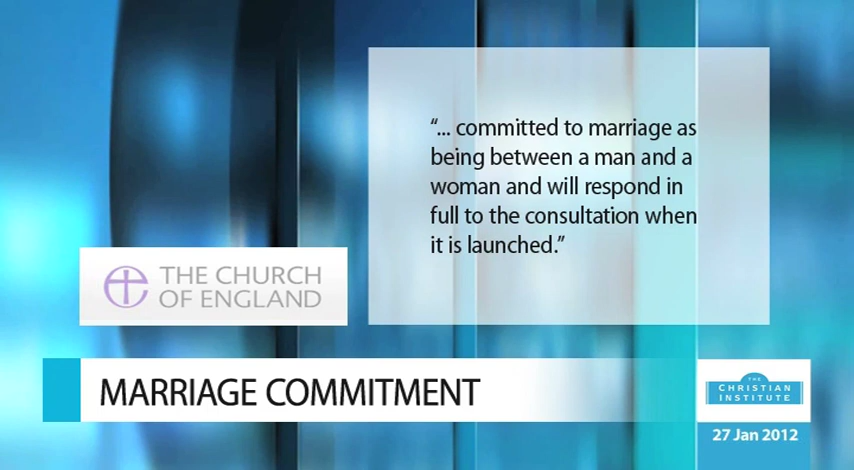 “... committed to marriage as
being between a man and a
woman and will respond in
full to the consultation when
it is launched.”
THE CHURCH
OF ENGLAND
MARRIAGE COMMITMENT
THE
CHRISTIAN
INSTITUTE
27 Jan 2012